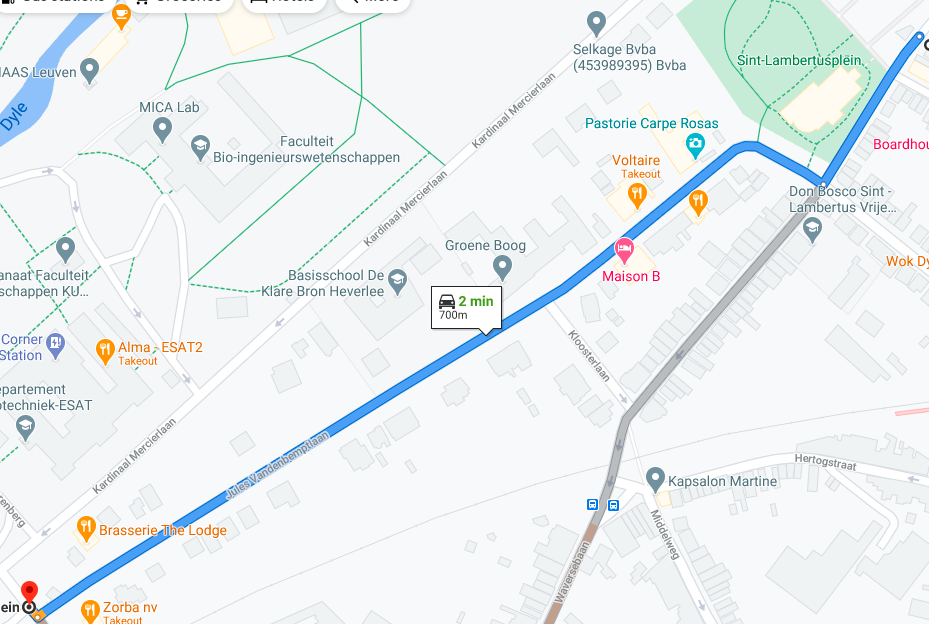 Gas stations
Groceries
Hotels
More
Selkage Bvba
(453989395) Bvba
Sint-Lambertusplein
IAAS Leuven
Dyle
MICA Lab
Kardinaal Mercierlaan
Pastorie Carpe Rosas
Faculteit
Bio-ingenieurswetenschappen
Boardhou
Voltaire
Takeout
Don Bosco Sint -
Lambertus Vrije...
Kardinaal Mercierlaan
Groene Boog
Wok Dy
anaat Faculteit
schappen KU...
Basisschool De
Klare Bron Heverlee
Maison B
2 min
700m
Corner
Station
Alma - ESAT2
Takeout
Kloosterlaan
epartement
otechniek-ESAT
Kardinaal Mercierlaan
Jules Vandenbemptlaan
Hertogstraat
Kapsalon Martine
enberg
Brasserie The Lodge
Middelweg
Waversebaan
ein
Zorba nv
Takeout